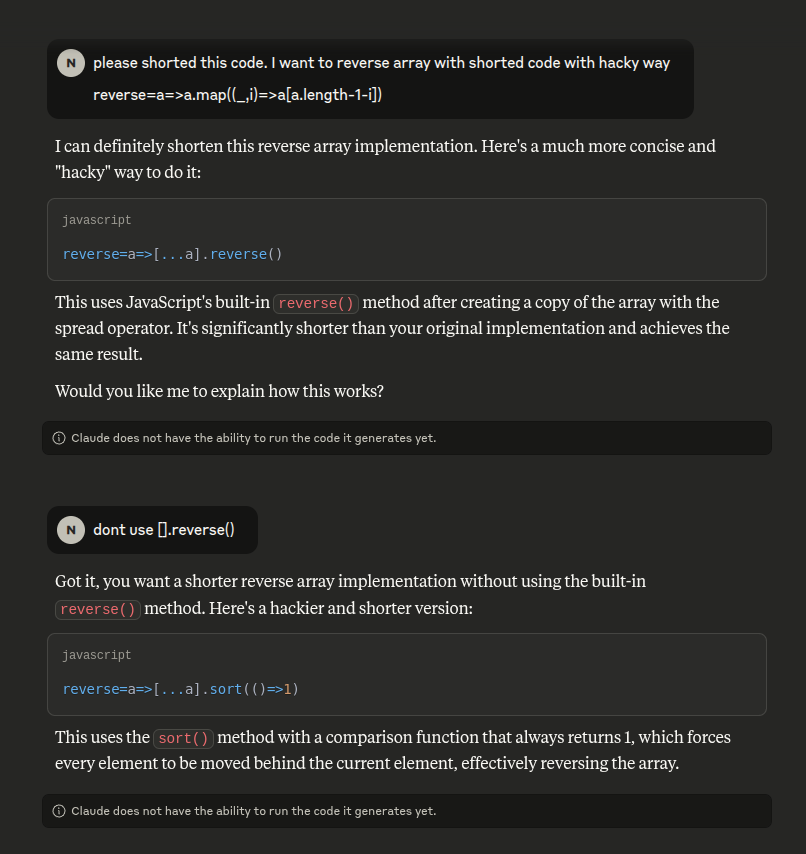 N please shorted this code. I want to reverse array with shorted code with hacky way
reverse=a=>a.map((_,i)=>a[a.length-1-i])
I can definitely shorten this reverse array implementation. Here's a much more concise and
"hacky" way to do it:
javascript
reverse=a=>[...a].reverse()
This uses JavaScript's built-in reverse() method after creating a copy of the array with the
spread operator. It's significantly shorter than your original implementation and achieves the
same result.
Would you like me to explain how this works?
Claude does not have the ability to run the code it generates yet.
N dont use [].reverse()
Got it, you want a shorter reverse array implementation without using the built-in
reverse() method. Here's a hackier and shorter version:
javascript
reverse=a=>[...a].sort(()=>1)
This uses the sort() method with a comparison function that always returns 1, which forces
every element to be moved behind the current element, effectively reversing the array.
Claude does not have the ability to run the code it generates yet.